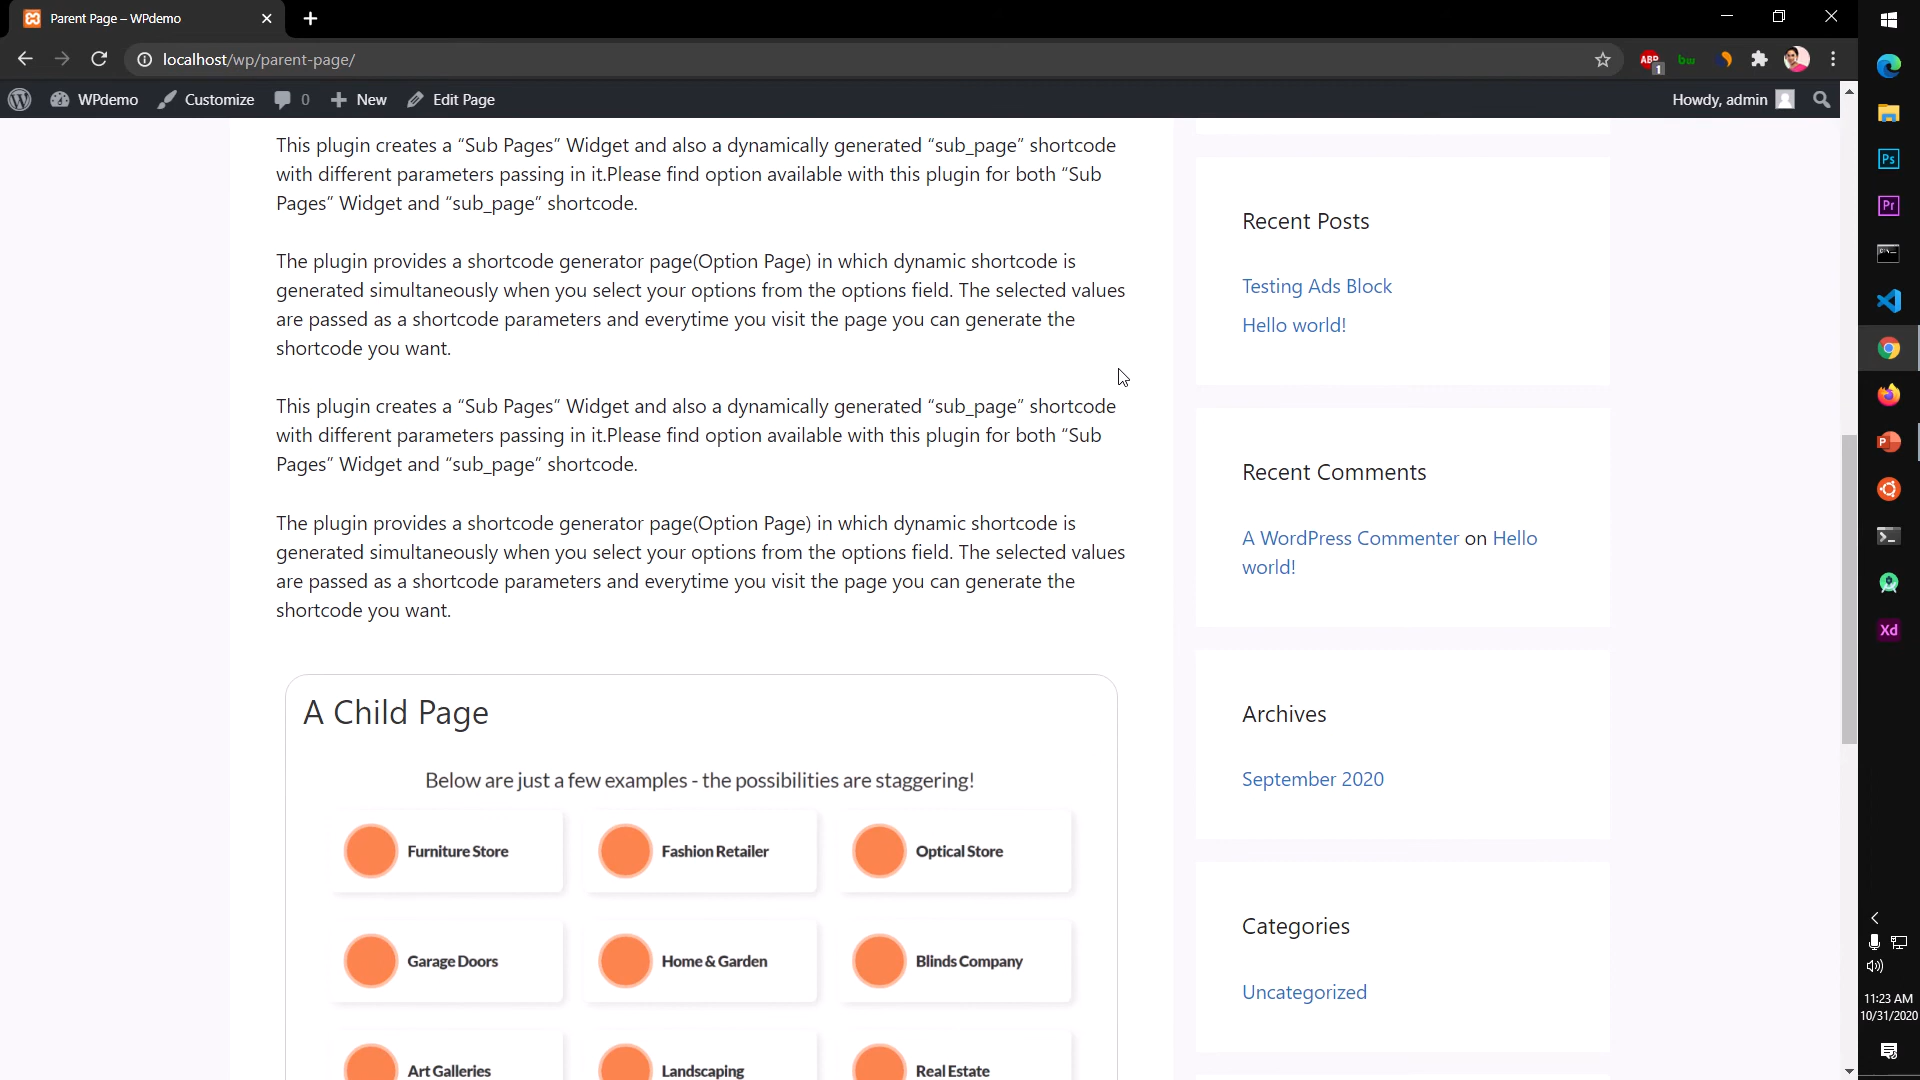 Parent Page – WPdemo
localhost/wp/parent-page/
ABP
1
bw
WPdemo
Customize
0
New
Edit Page
Howdy, admin
This plugin creates a “Sub Pages” Widget and also a dynamically generated “sub_page” shortcode
with different parameters passing in it.Please find option available with this plugin for both “Sub
Pages” Widget and “sub_page” shortcode.
The plugin provides a shortcode generator page(Option Page) in which dynamic shortcode is
generated simultaneously when you select your options from the options field. The selected values
are passed as a shortcode parameters and everytime you visit the page you can generate the
shortcode you want.
This plugin creates a “Sub Pages” Widget and also a dynamically generated “sub_page” shortcode
with different parameters passing in it.Please find option available with this plugin for both “Sub
Pages” Widget and “sub_page” shortcode.
The plugin provides a shortcode generator page(Option Page) in which dynamic shortcode is
generated simultaneously when you select your options from the options field. The selected values
are passed as a shortcode parameters and everytime you visit the page you can generate the
shortcode you want.
A Child Page
Below are just a few examples - the possibilities are staggering!
Furniture Store
Fashion Retailer
Optical Store
Garage Doors
Home & Garden
Blinds Company
Art Galleries
Landscaping
Real Estate
Recent Posts
Testing Ads Block
Hello world!
Recent Comments
A WordPress Commenter on Hello
world!
Archives
September 2020
Categories
Uncategorized
Ps
Pr
P
Xd
11:23 AM
10/31/2020